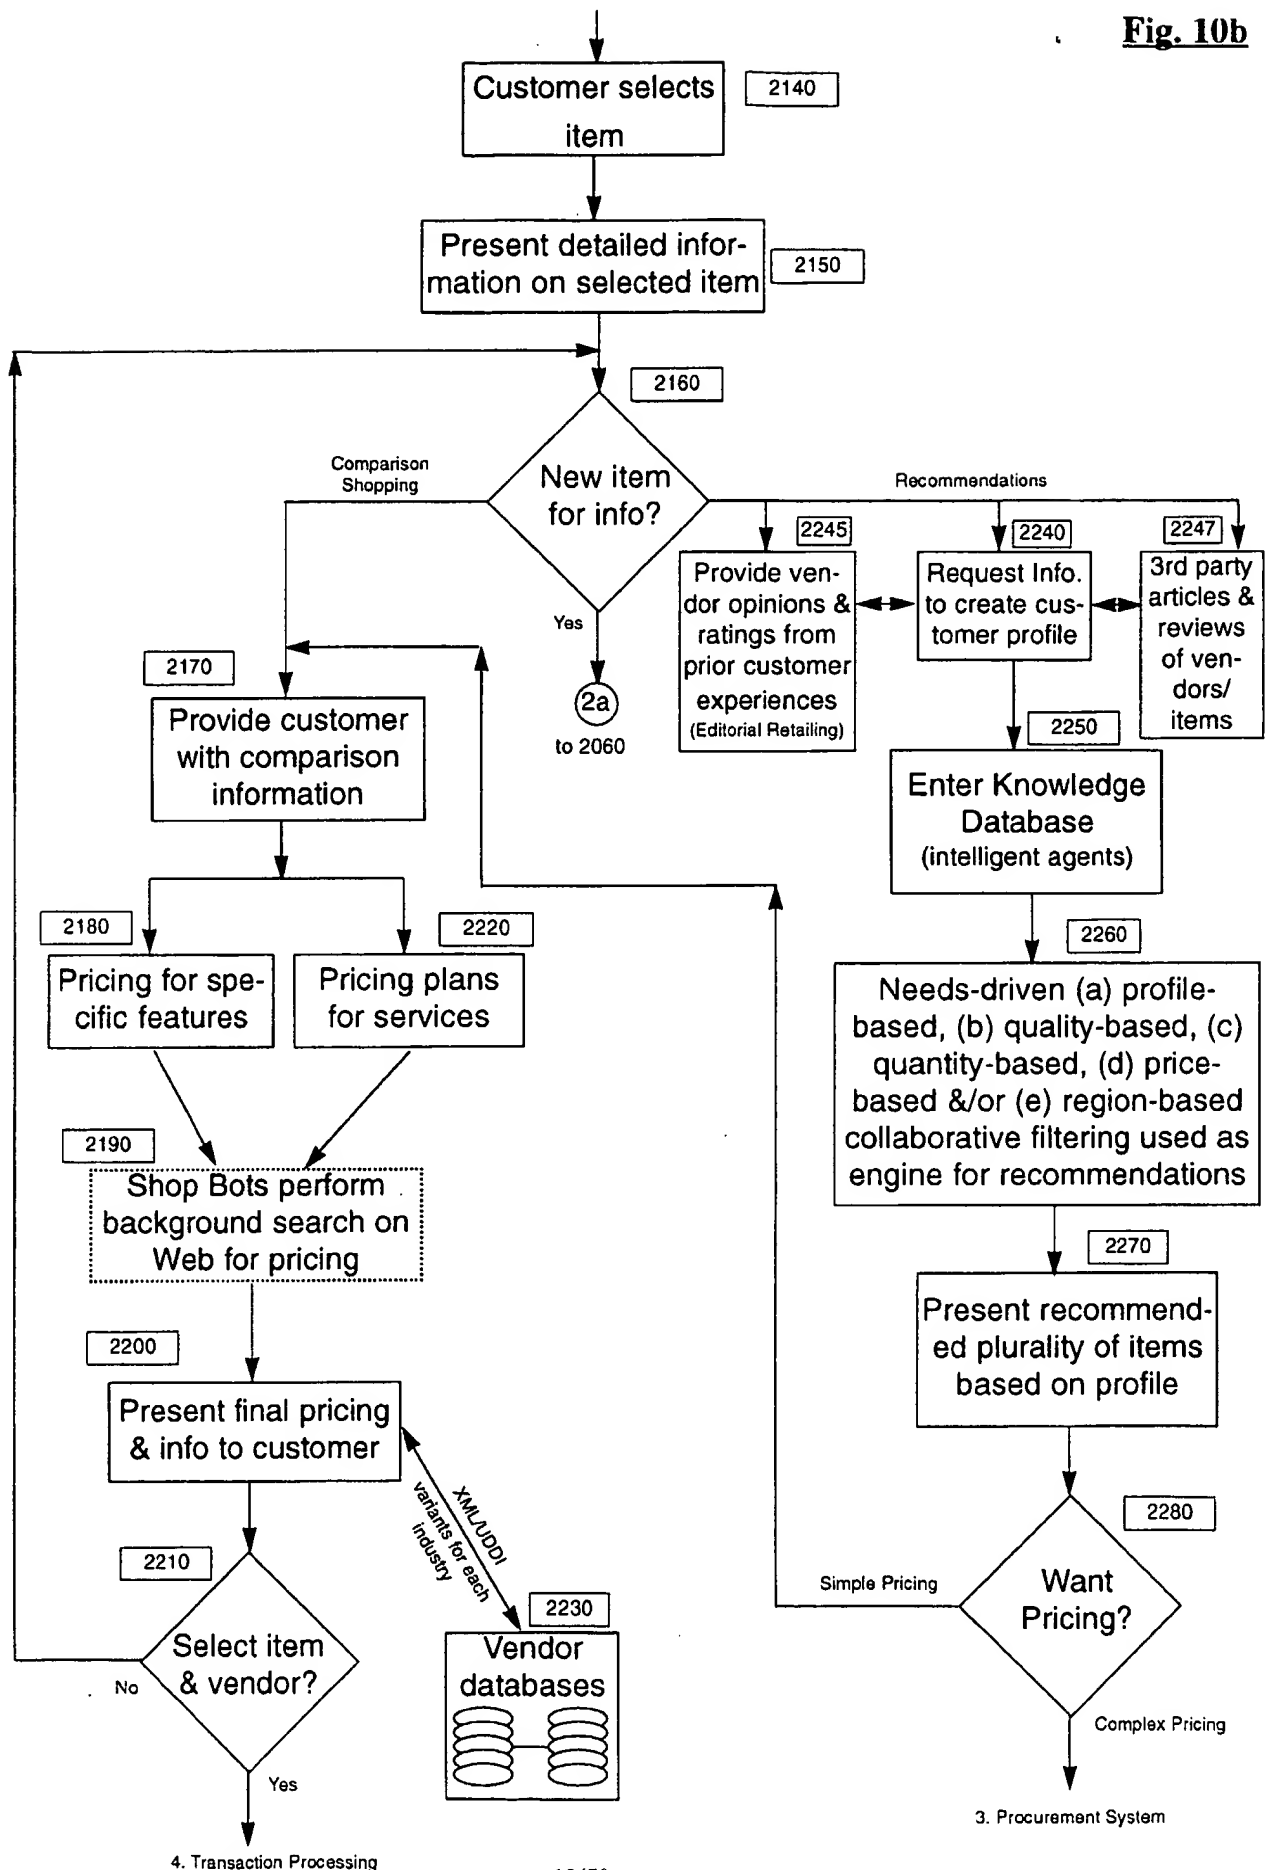 Fig. 10b
Customer selects
item
2140
Present detailed infor-
mation on selected item
2150
2160
New item
for info?
Comparison
Shopping
Recommendations
Yes
2a
to 2060
2245
Provide ven-
dor opinions &
ratings from
prior customer
experiences
(Editorial Retailing)
2240
Request Info.
to create cus-
tomer profile
2247
3rd party
articles &
reviews
of ven-
dors/
items
2170
Provide customer
with comparison
information
2250
Enter Knowledge
Database
(intelligent agents)
2180
Pricing for spe-
cific features
2220
Pricing plans
for services
2260
Needs-driven (a) profile-
based, (b) quality-based, (c)
quantity-based, (d) price-
based &/or (e) region-based
collaborative filtering used as
engine for recommendations
2190
Shop Bots perform
background search on
Web for pricing
2270
Present recommend-
ed plurality of items
based on profile
2200
Present final pricing
& info to customer
XML/UDDI
variants for each
industry
2280
Want
Pricing?
Simple Pricing
Complex Pricing
3. Procurement System
2210
Select item
& vendor?
No
Yes
2230
Vendor
databases
4. Transaction Processing